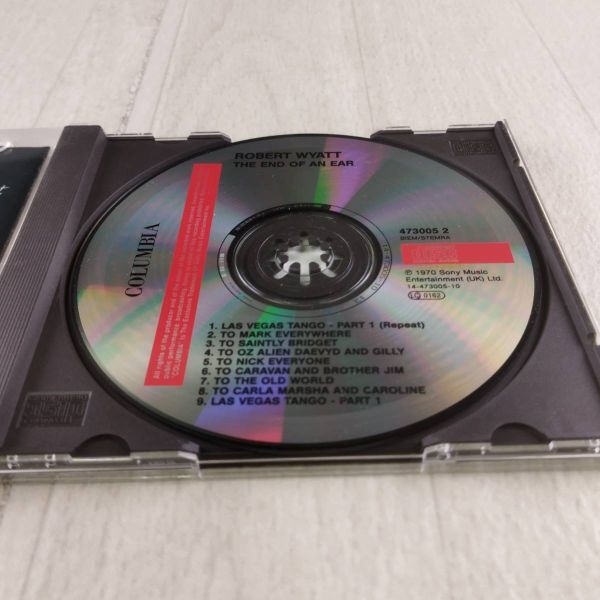 ROBERT WYATT
THE END OF AN EAR
COLUMBIA
473005 2
BIEM/STEMRA
℗ 1970 Sony Music
Entertainment (UK) Ltd.
14-473005-10
LC 0162
1. LAS VEGAS TANGO - PART 1 (Repeat)
2. TO MARK EVERYWHERE
3. TO SAINTLY BRIDGET
4. TO OZ ALIEN DAEVYD AND GILLY
5. TO NICK EVERYONE
6. TO CARAVAN AND BROTHER JIM
7. TO THE OLD WORLD
8. TO CARLA MARSHA AND CAROLINE
9. LAS VEGAS TANGO - PART 1